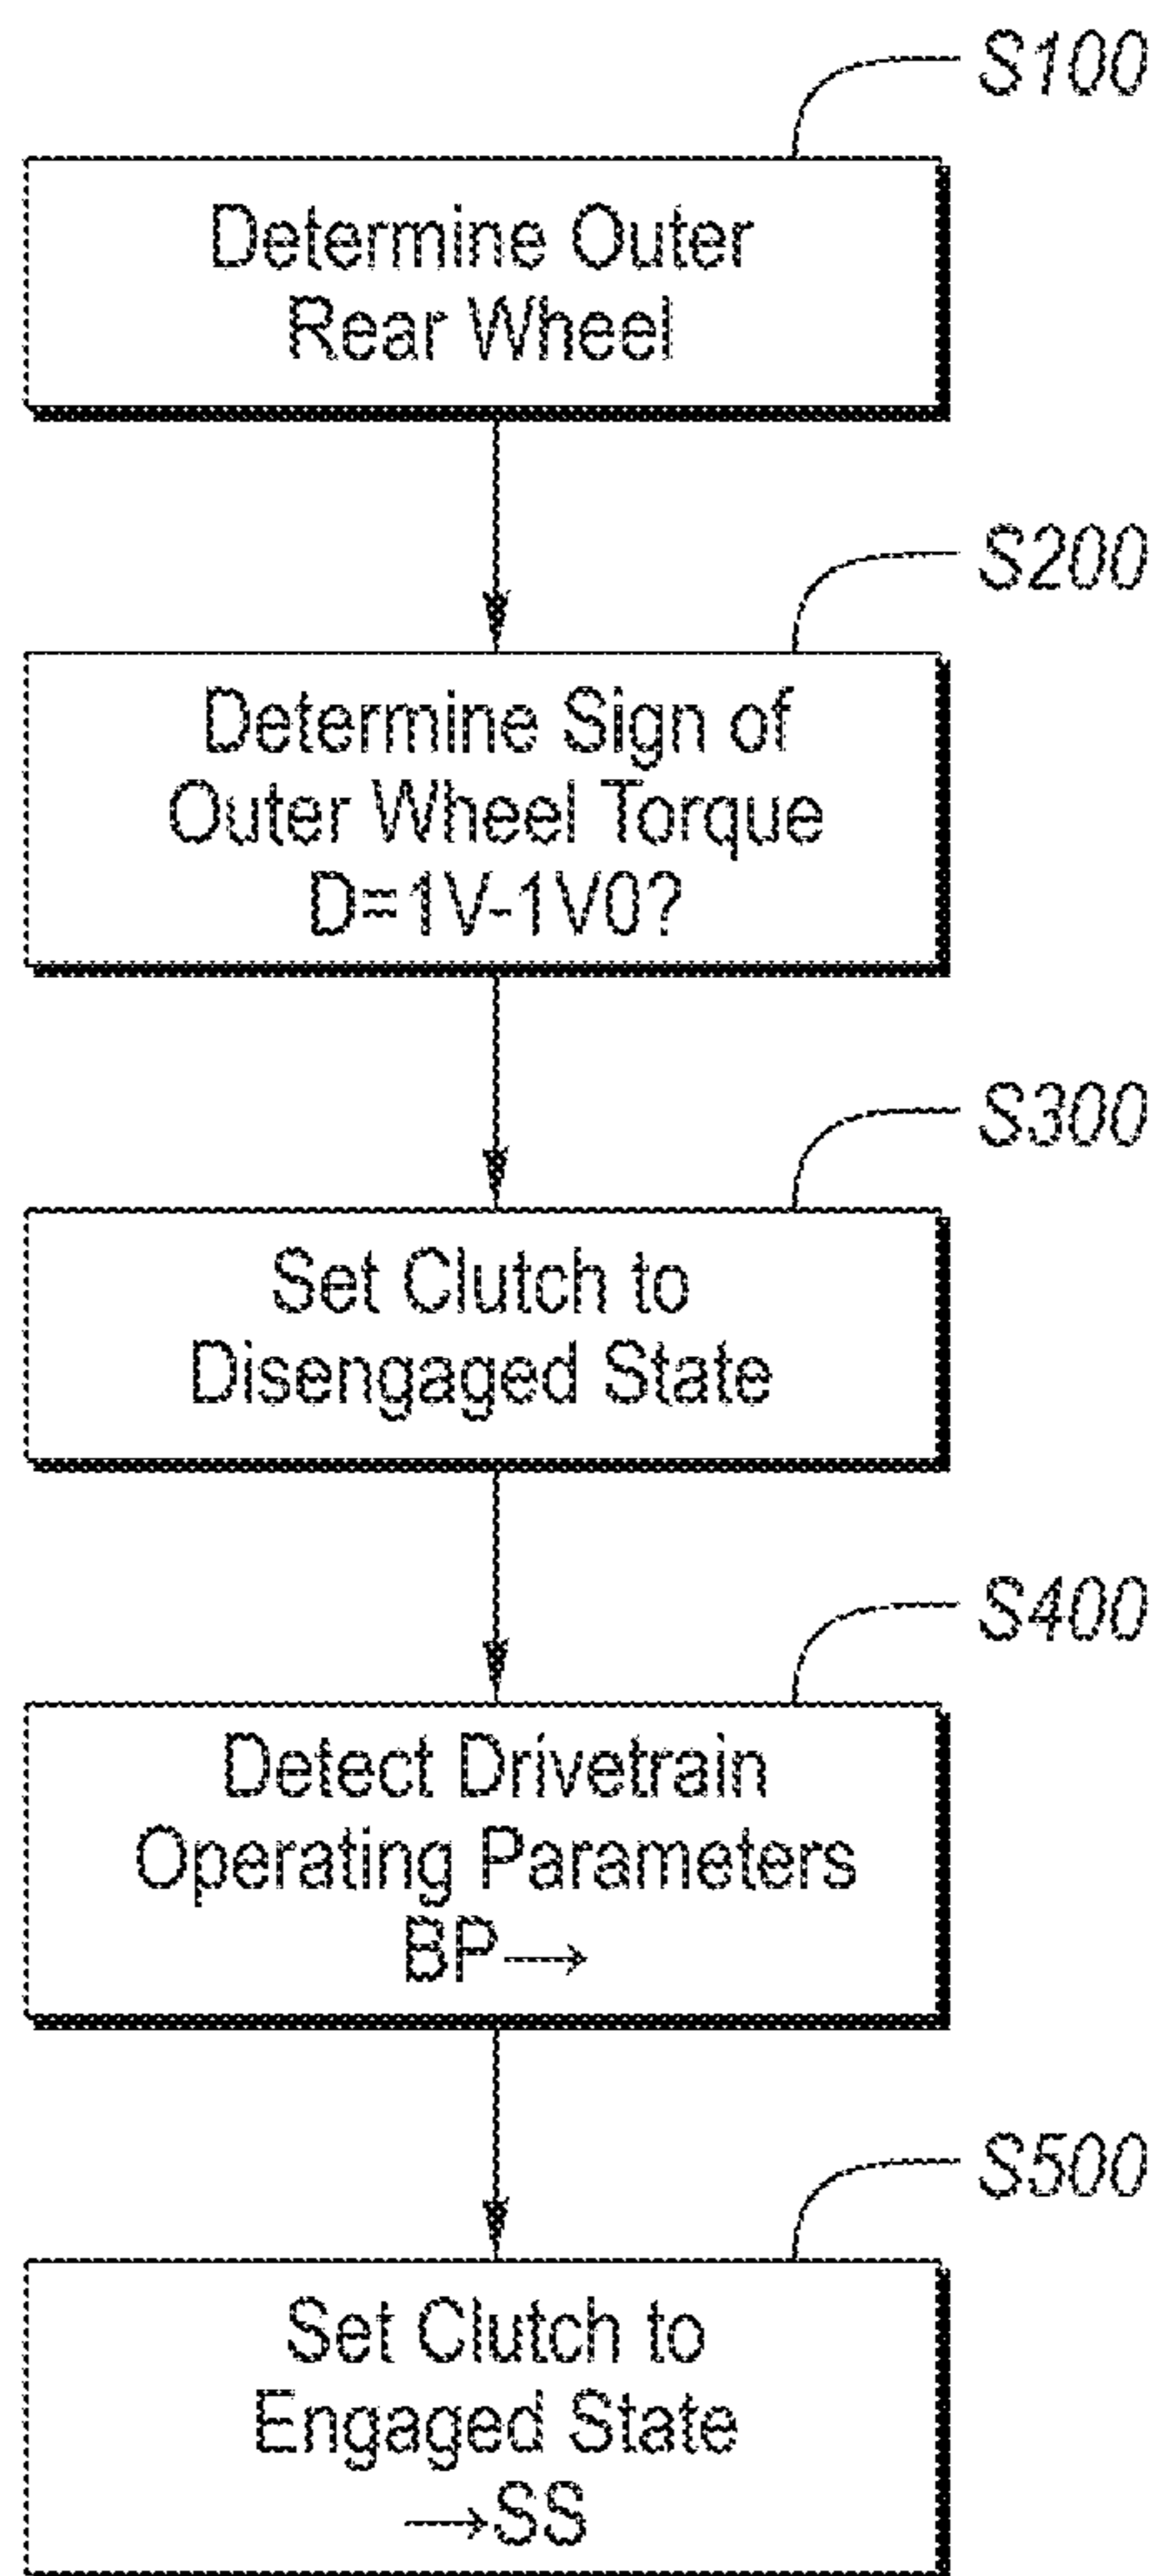 S100
Determine Outer
Rear Wheel
S200
Determine Sign of
Outer Wheel Torque
D=1V-1V0?
S300
Set Clutch to
Disengaged State
S400
Detect Drivetrain
Operating Parameters
BP→
S500
Set Clutch to
Engaged State
→SS